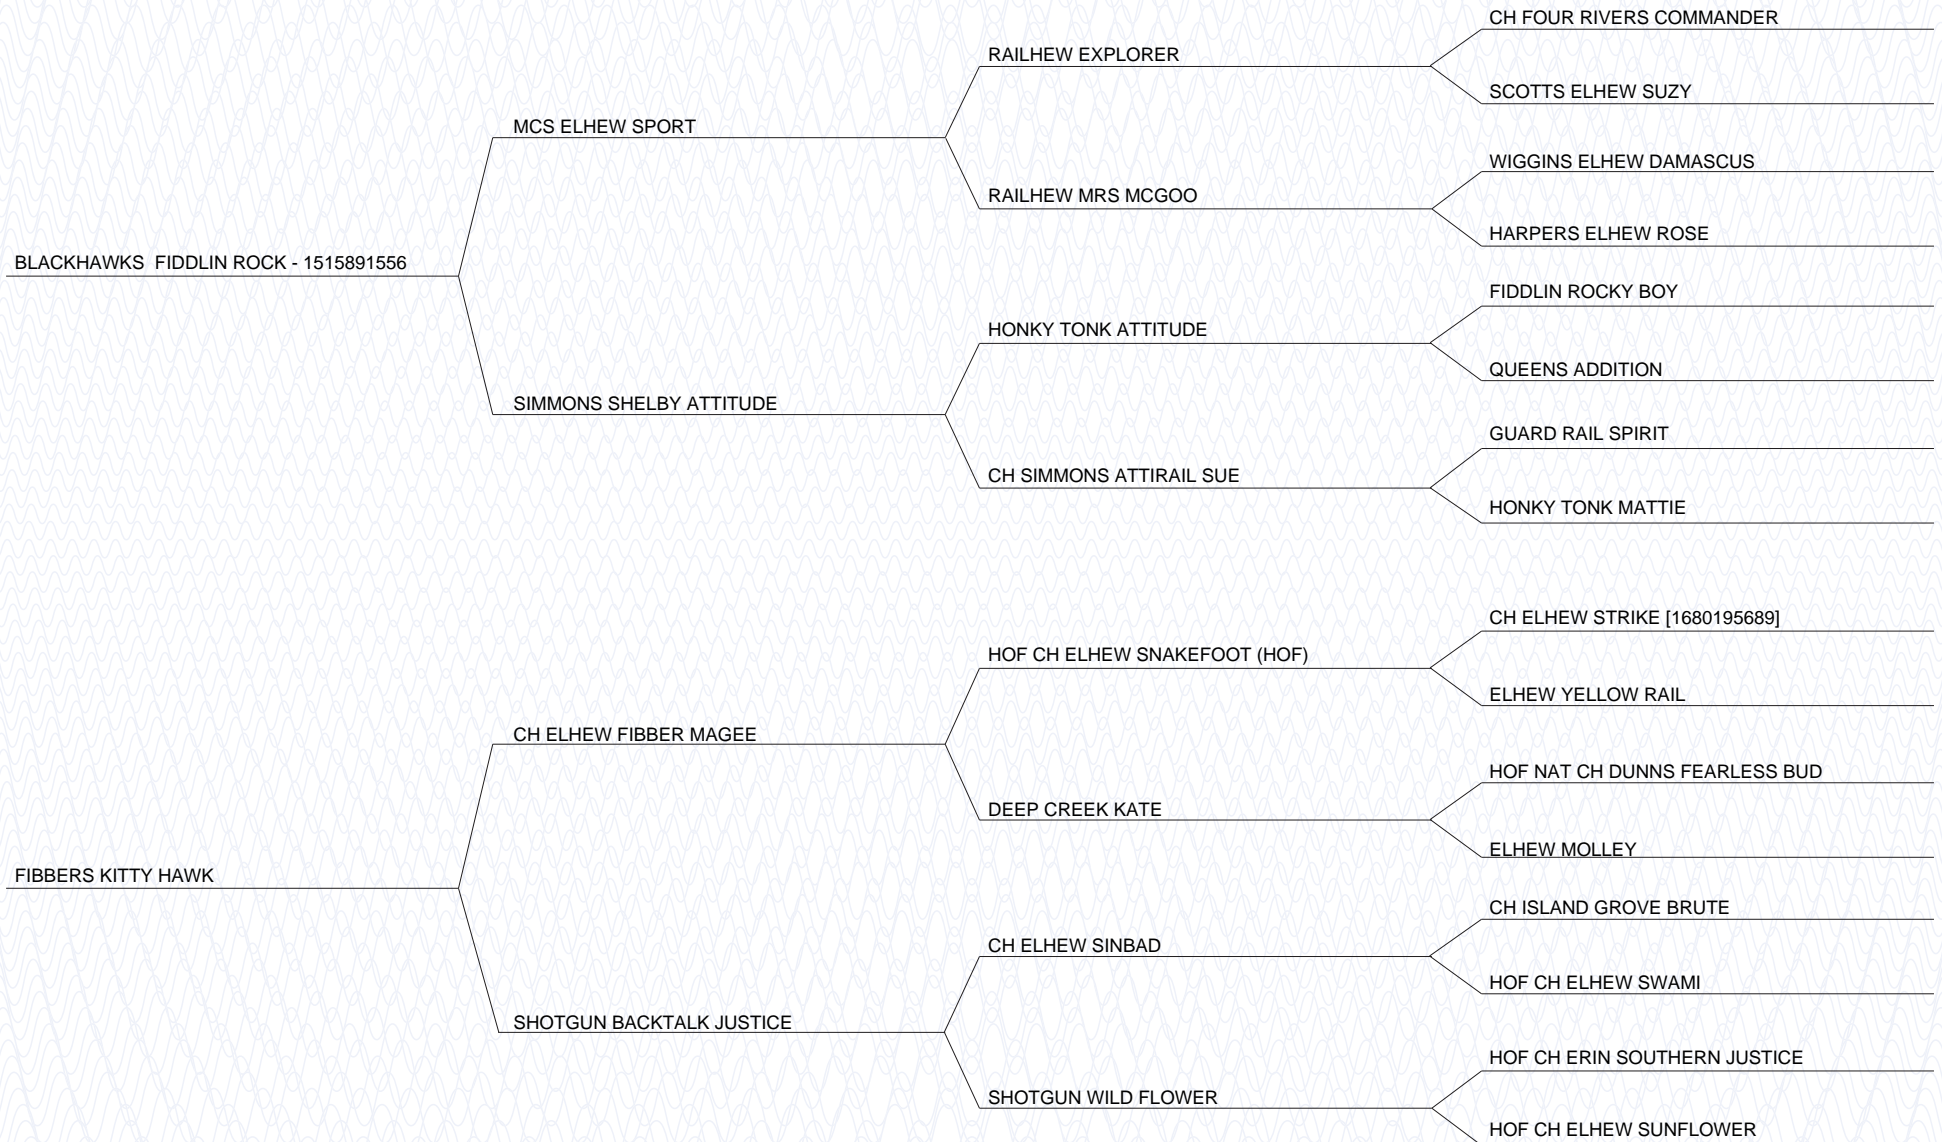 CH FOUR RIVERS COMMANDER
RAILHEW EXPLORER
SCOTTS ELHEW SUZY
MCS ELHEW SPORT
WIGGINS ELHEW DAMASCUS
RAILHEW MRS MCGOO
HARPERS ELHEW ROSE
BLACKHAWKS  FIDDLIN ROCK - 1515891556
FIDDLIN ROCKY BOY
HONKY TONK ATTITUDE
QUEENS ADDITION
SIMMONS SHELBY ATTITUDE
GUARD RAIL SPIRIT
CH SIMMONS ATTIRAIL SUE
HONKY TONK MATTIE
CH ELHEW STRIKE [1680195689]
HOF CH ELHEW SNAKEFOOT (HOF)
ELHEW YELLOW RAIL
CH ELHEW FIBBER MAGEE
HOF NAT CH DUNNS FEARLESS BUD
DEEP CREEK KATE
ELHEW MOLLEY
FIBBERS KITTY HAWK
CH ISLAND GROVE BRUTE
CH ELHEW SINBAD
HOF CH ELHEW SWAMI
SHOTGUN BACKTALK JUSTICE
HOF CH ERIN SOUTHERN JUSTICE
SHOTGUN WILD FLOWER
HOF CH ELHEW SUNFLOWER